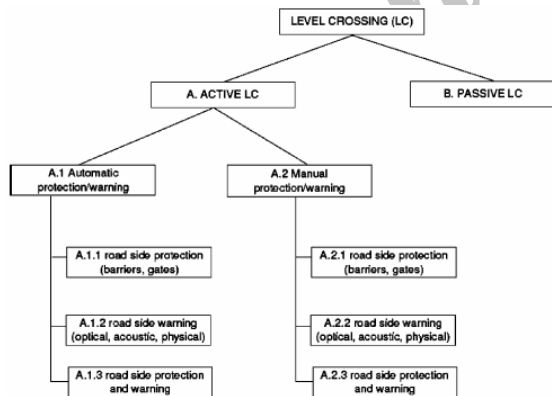 LEVEL CROSSING (LC)
A. ACTIVE LC
B. PASSIVE LC
A.1 Automatic
protection/warning
A.2 Manual
protection/warning
A.1.1 road side protection
(barriers, gates)
A.2.1 road side protection
(barriers, gates)
A.1.2 road side warning
(optical, acoustic, physical)
A.2.2 road side warning
(optical, acoustic, physical)
A.1.3 road side protection
and warning
A.2.3 road side protection
and warning